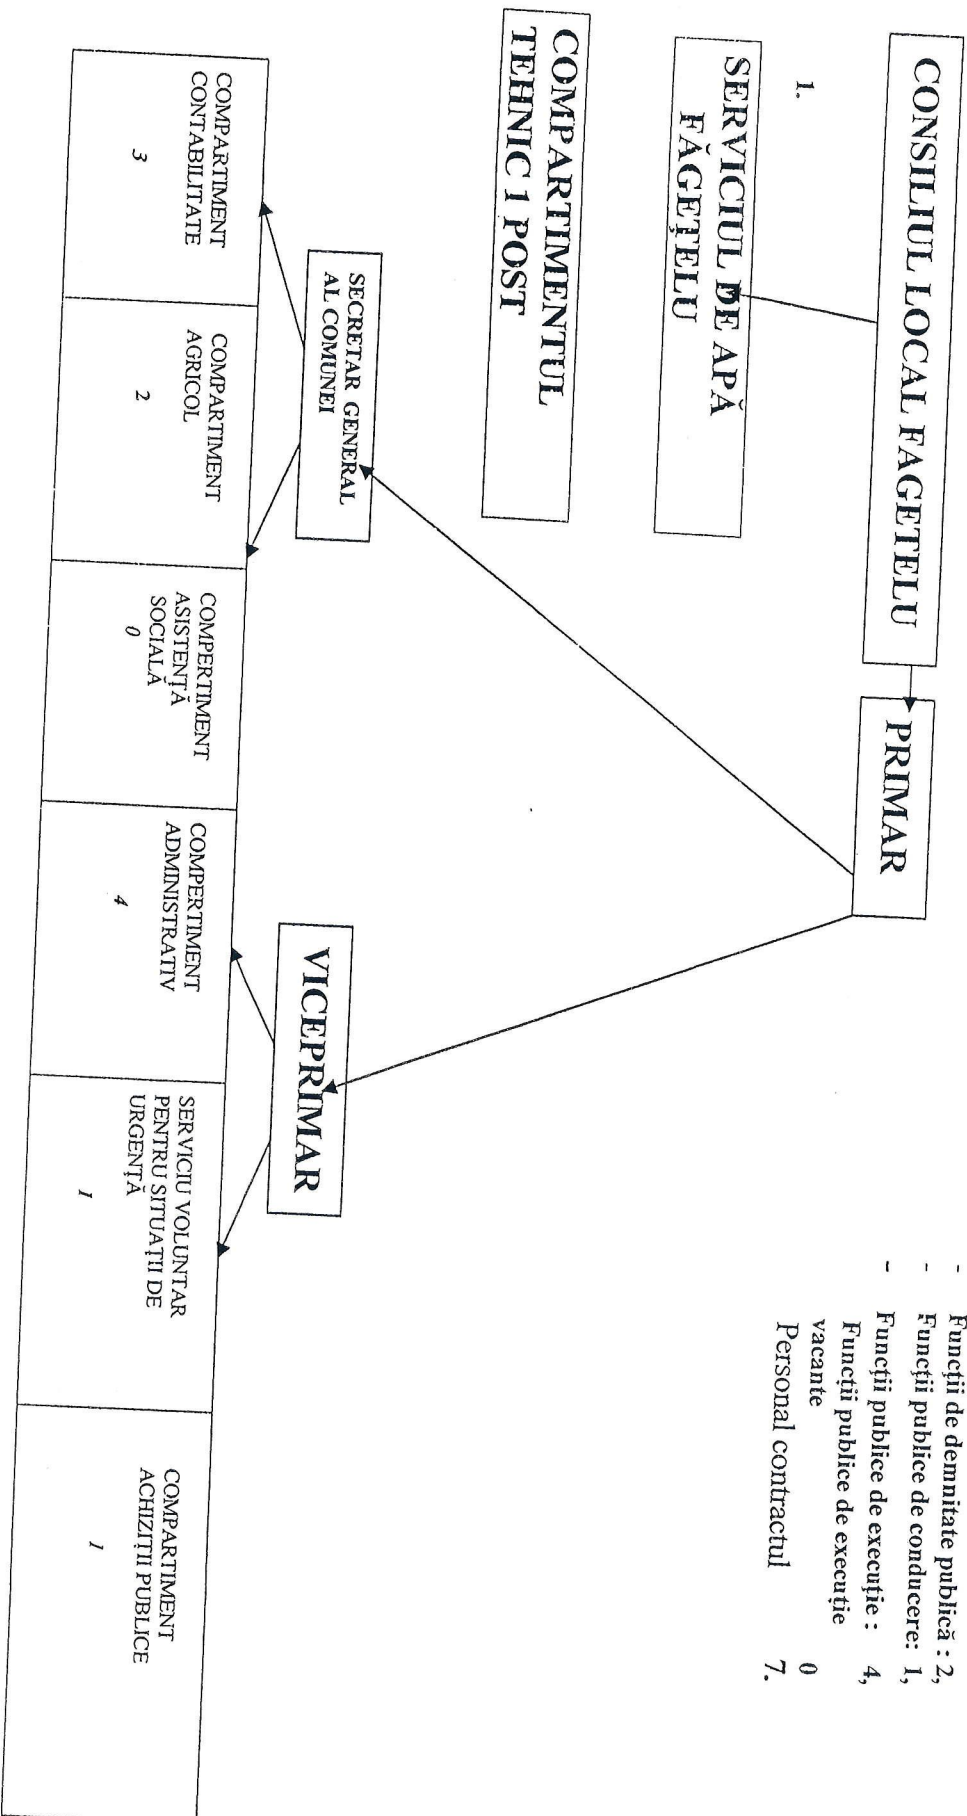 - Funcții de demnitate publică : 2,
- Funcții publice de conducere: 1,
- Funcții publice de execuție : 4,
Funcții publice de execuție
vacante 0
Personal contractul 7.
CONSILIUL LOCAL FAGETELU
PRIMAR
1.
SERVICIUL DE APĂ
FĂGEȚELU
COMPARTIMENTUL
TEHNIC 1 POST
SECRETAR GENERAL
AL COMUNEI
VICEPRIMAR
COMPARTIMENT
CONTABILITATE
3
COMPARTIMENT
AGRICOL
2
COMPERTIMENT
ASISTENȚĂ
SOCIALĂ
0
COMPERTIMENT
ADMINISTRATIV
4
SERVICIU VOLUNTAR
PENTRU SITUAȚII DE
URGENȚĂ
1
COMPARTIMENT
ACHIZIȚII PUBLICE
1